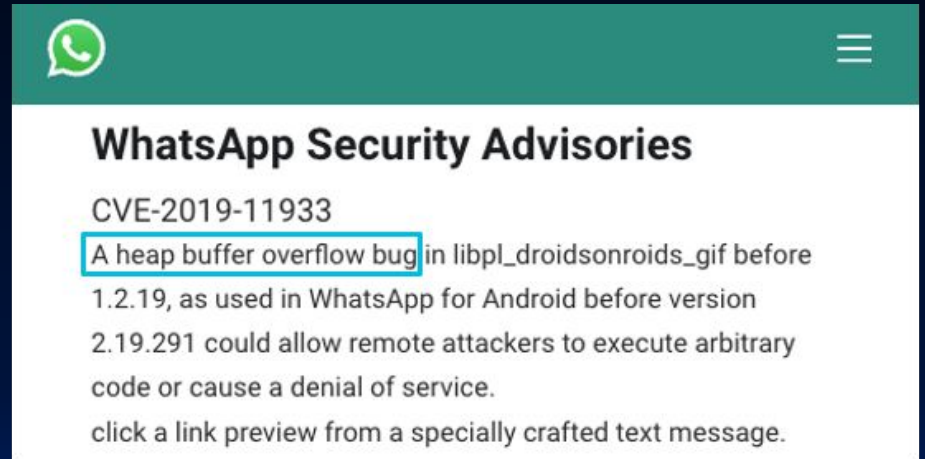 WhatsApp Security Advisories
CVE-2019-11933
A heap buffer overflow bug in libpl_droidsonroids_gif before
1.2.19, as used in WhatsApp for Android before version
2.19.291 could allow remote attackers to execute arbitrary
code or cause a denial of service.
click a link preview from a specially crafted text message.